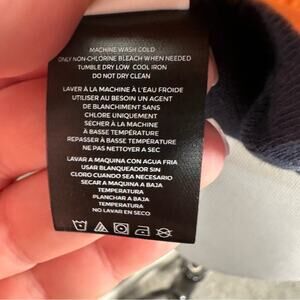 MACHINE WASH COLD
ONLY NON-CHLORINE BLEACH WHEN NEEDED
TUMBLE DRY LOW COOL IRON
DO NOT DRY CLEAN
LAVER À LA MACHINE À L'EAU FROIDE
UTILISER AU BESOIN UN AGENT
DE BLANCHIMENT SANS
CHLORE UNIQUEMENT
SÉCHER À LA MACHINE
À BASSE TEMPÉRATURE
REPASSER À BASSE TEMPÉRATURE
NE PAS NETTOYER A SEC
LAVAR A MAQUINA CON AGUA FRIA
USAR BLANQUEADOR SIN
CLORO CUANDO SEA NECESARIO
SECAR A MAQUINA A BAJA
TEMPERATURA
PLANCHAR A BAJA
TEMPERATURA
NO LAVAR EN SECO